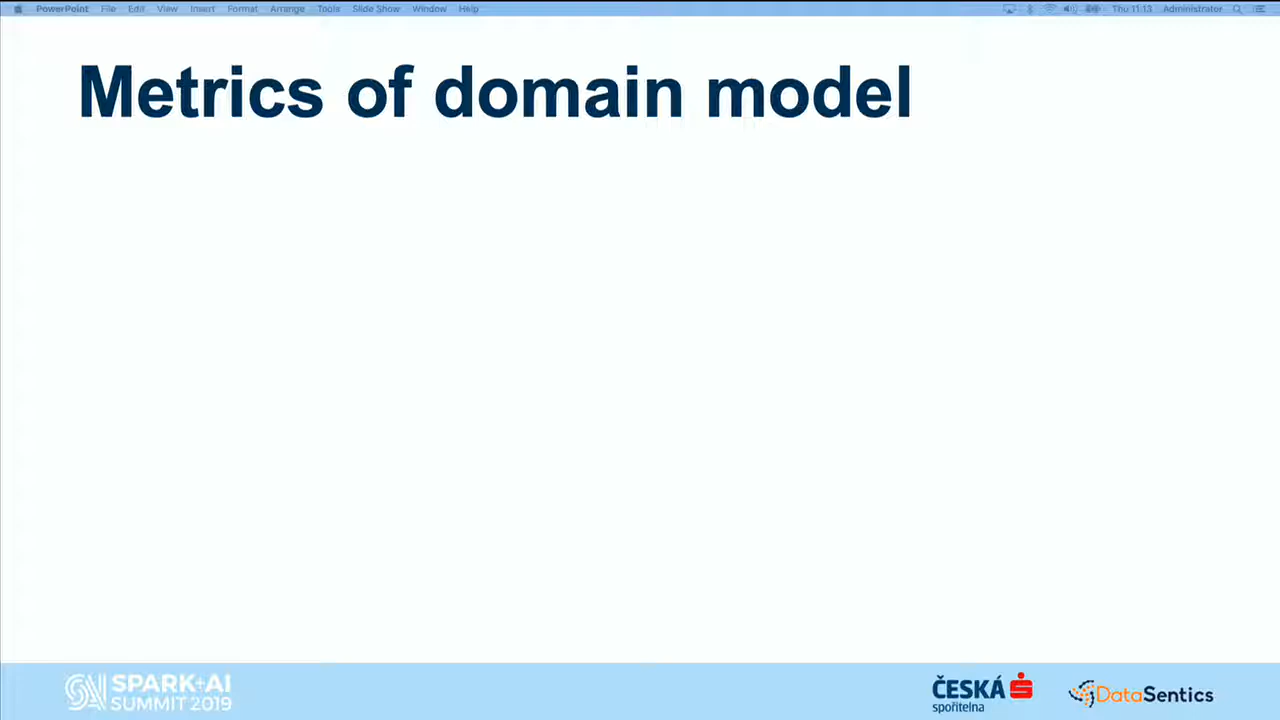 PowerPoint File Edit View Insert Format Arrange Tools Slide Show Window Help Thu 11:13 Administrator
Metrics of domain model
SPARK+AI
SUMMIT 2019
ČESKÁ
spořitelna
DataSentics